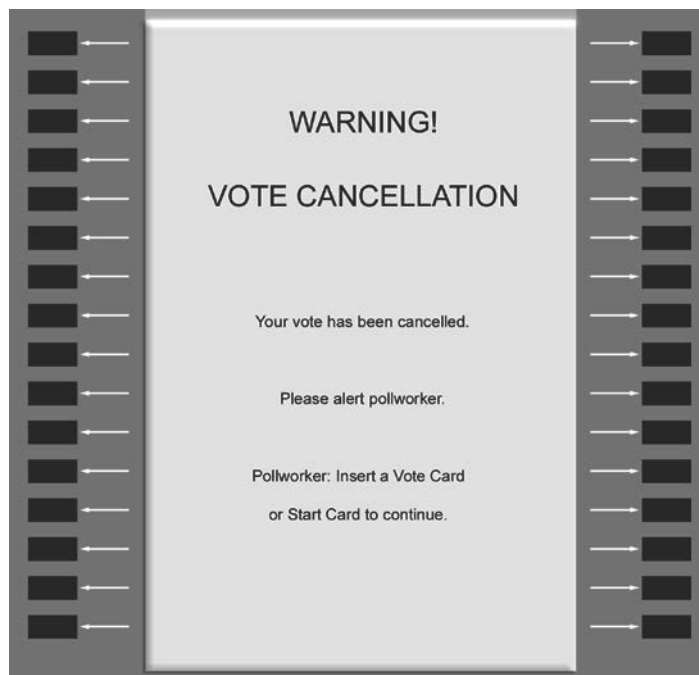 WARNING!
VOTE CANCELLATION
Your vote has been cancelled.
Please alert pollworker.
Pollworker: Insert a Vote Card
or Start Card to continue.